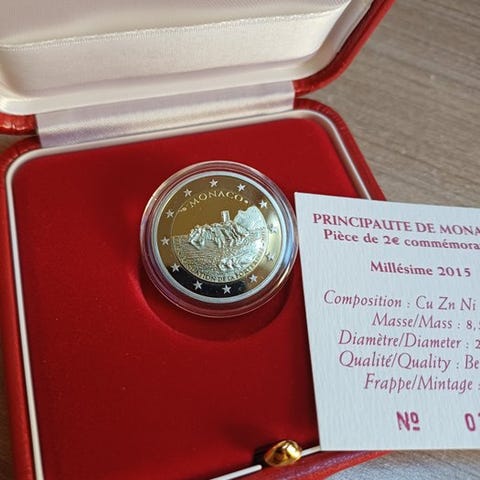 MONACO
PRINCIPAUTE DE MONA
Pièce de 2€ commémora
Millésime 2015
Composition : Cu Zn Ni
Masse/Mass : 8,
Diamètre/Diameter : 2
Qualité/Quality : Be
Frappe/Mintage :
Nº 0